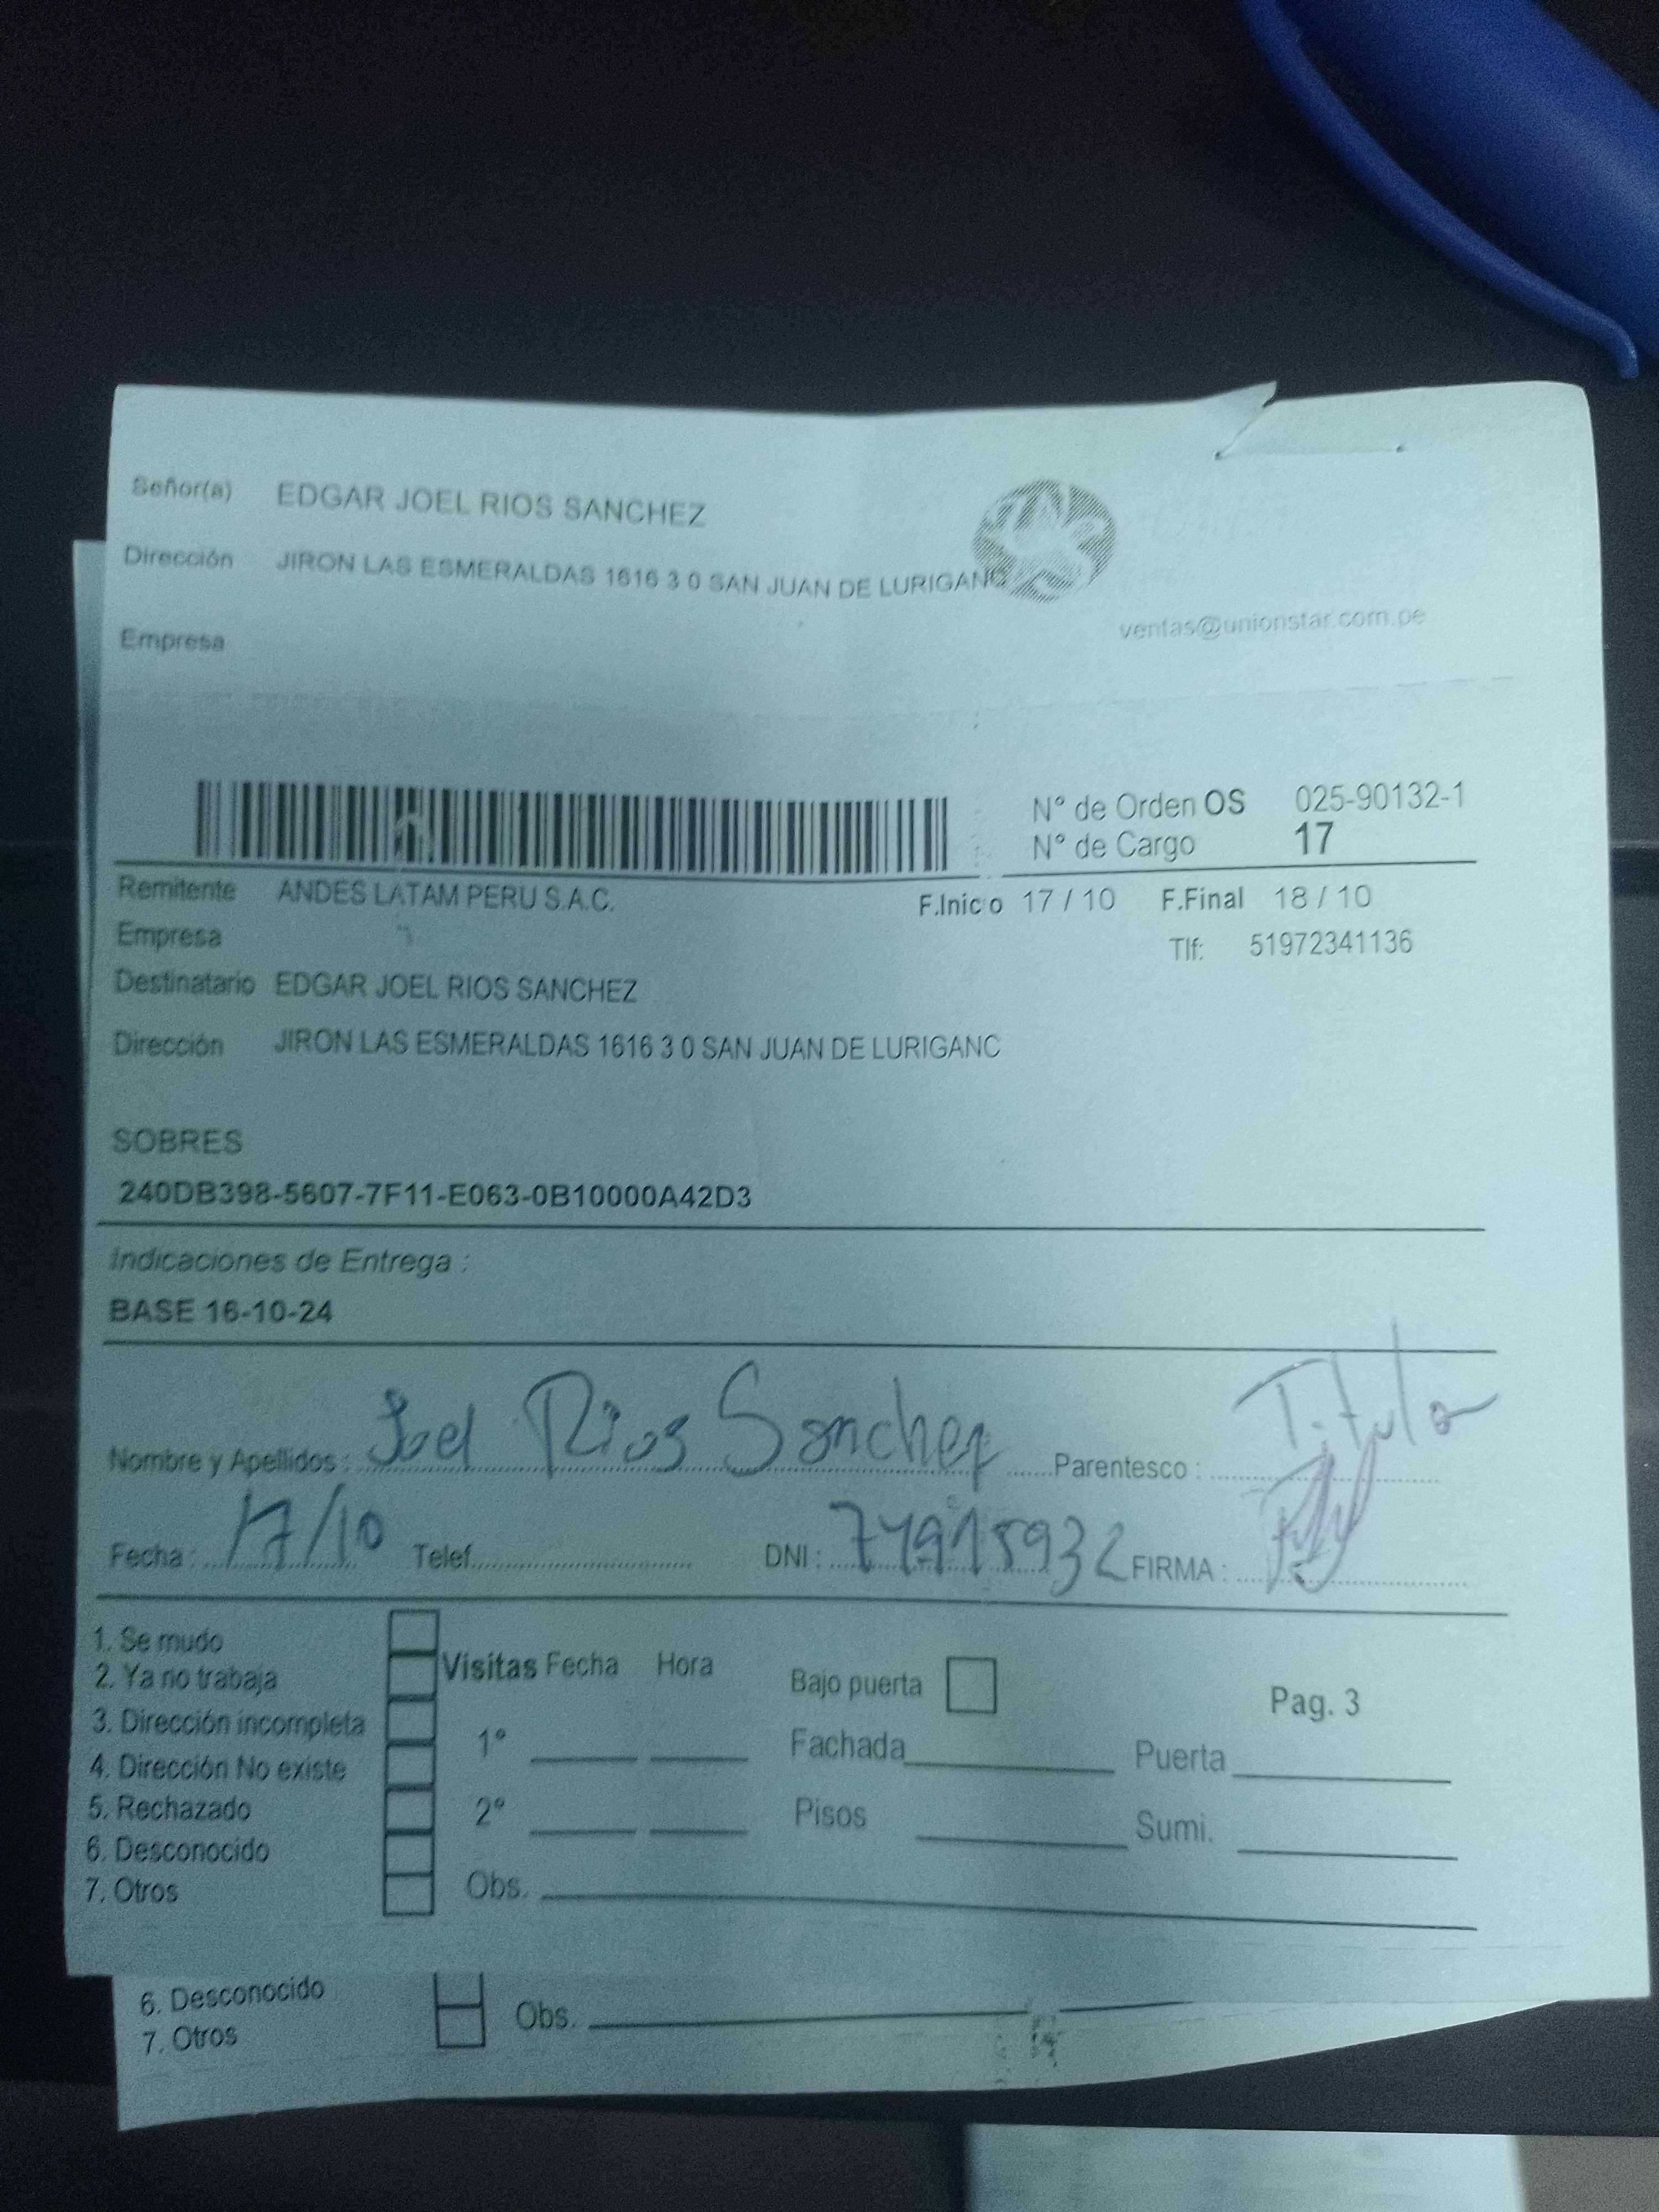 Señor(a) EDGAR JOEL RIOS SANCHEZ
Dirección JIRON LAS ESMERALDAS 1616 3 0 SAN JUAN DE LURIGANC
ventas@unionstar.com.pe
Empresa
Nº de Orden OS 025-90132-1
Nº de Cargo 17
Remitente ANDES LATAM PERU S.A.C. F.Inicio 17 / 10 F.Final 18 / 10
Empresa Tlf: 51972341136
Destinatario EDGAR JOEL RIOS SANCHEZ
Dirección JIRON LAS ESMERALDAS 1616 3 0 SAN JUAN DE LURIGANC
SOBRES
240DB398-5607-7F11-E063-0B10000A42D3
Indicaciones de Entrega :
BASE 16-10-24
Nombre y Apellidos : Joel Rios Sanchez Parentesco : Titular
Fecha : 17/10 Telef. DNI : 74915932 FIRMA :
1. Se mudo
2. Ya no trabaja
3. Dirección incompleta
4. Dirección No existe
5. Rechazado
6. Desconocido
7. Otros
Visitas Fecha Hora
1º
2º
Obs.
Bajo puerta
Fachada Puerta
Pisos Sumi.
Pag. 3
6. Desconocido
7. Otros
Obs.